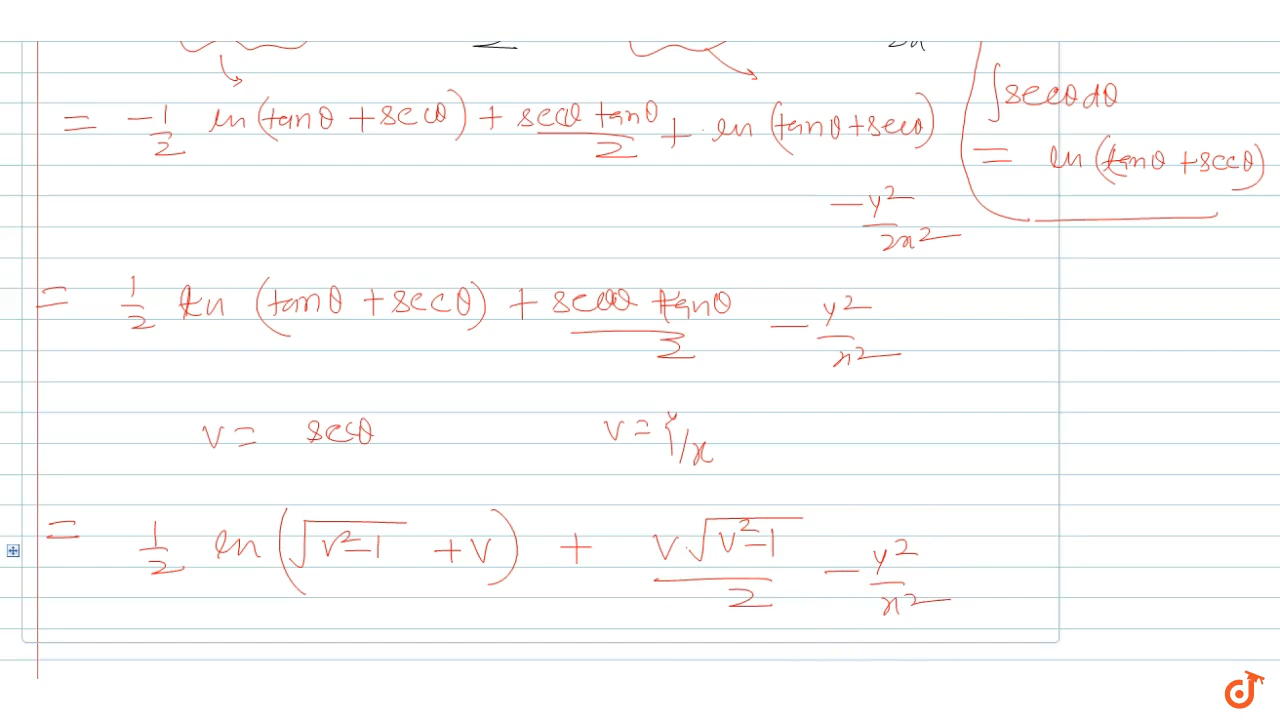 = -1/2 ln(tanθ + secθ) + secθ tanθ/2 + ln(tanθ + secθ)
- y²/2x²
∫secθ dθ
= ln(tanθ + secθ)
= 1/2 ln(tanθ + secθ) + secθ tanθ/2 - y²/x²
v = secθ v = y/x
= 1/2 ln(√(v²-1) + v) + v√(v²-1)/2 - y²/x²